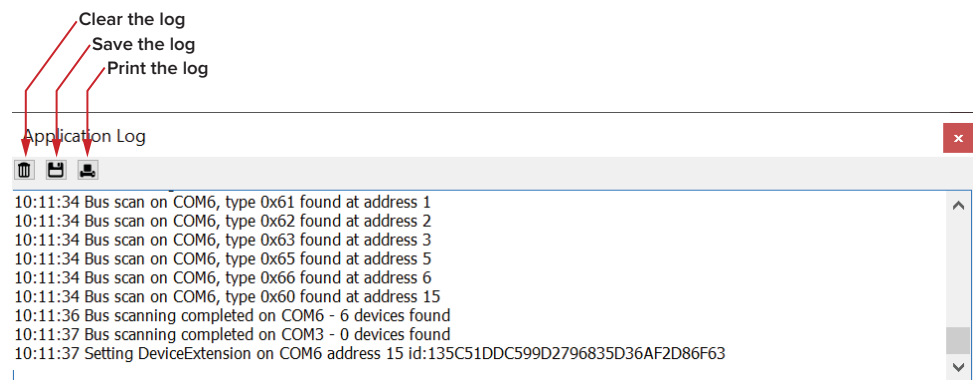 Clear the log
Save the log
Print the log
Application Log
10:11:34 Bus scan on COM6, type 0x61 found at address 1
10:11:34 Bus scan on COM6, type 0x62 found at address 2
10:11:34 Bus scan on COM6, type 0x63 found at address 3
10:11:34 Bus scan on COM6, type 0x65 found at address 5
10:11:34 Bus scan on COM6, type 0x66 found at address 6
10:11:34 Bus scan on COM6, type 0x60 found at address 15
10:11:36 Bus scanning completed on COM6 - 6 devices found
10:11:37 Bus scanning completed on COM3 - 0 devices found
10:11:37 Setting DeviceExtension on COM6 address 15 id:135C51DDC599D2796835D36AF2D86F63